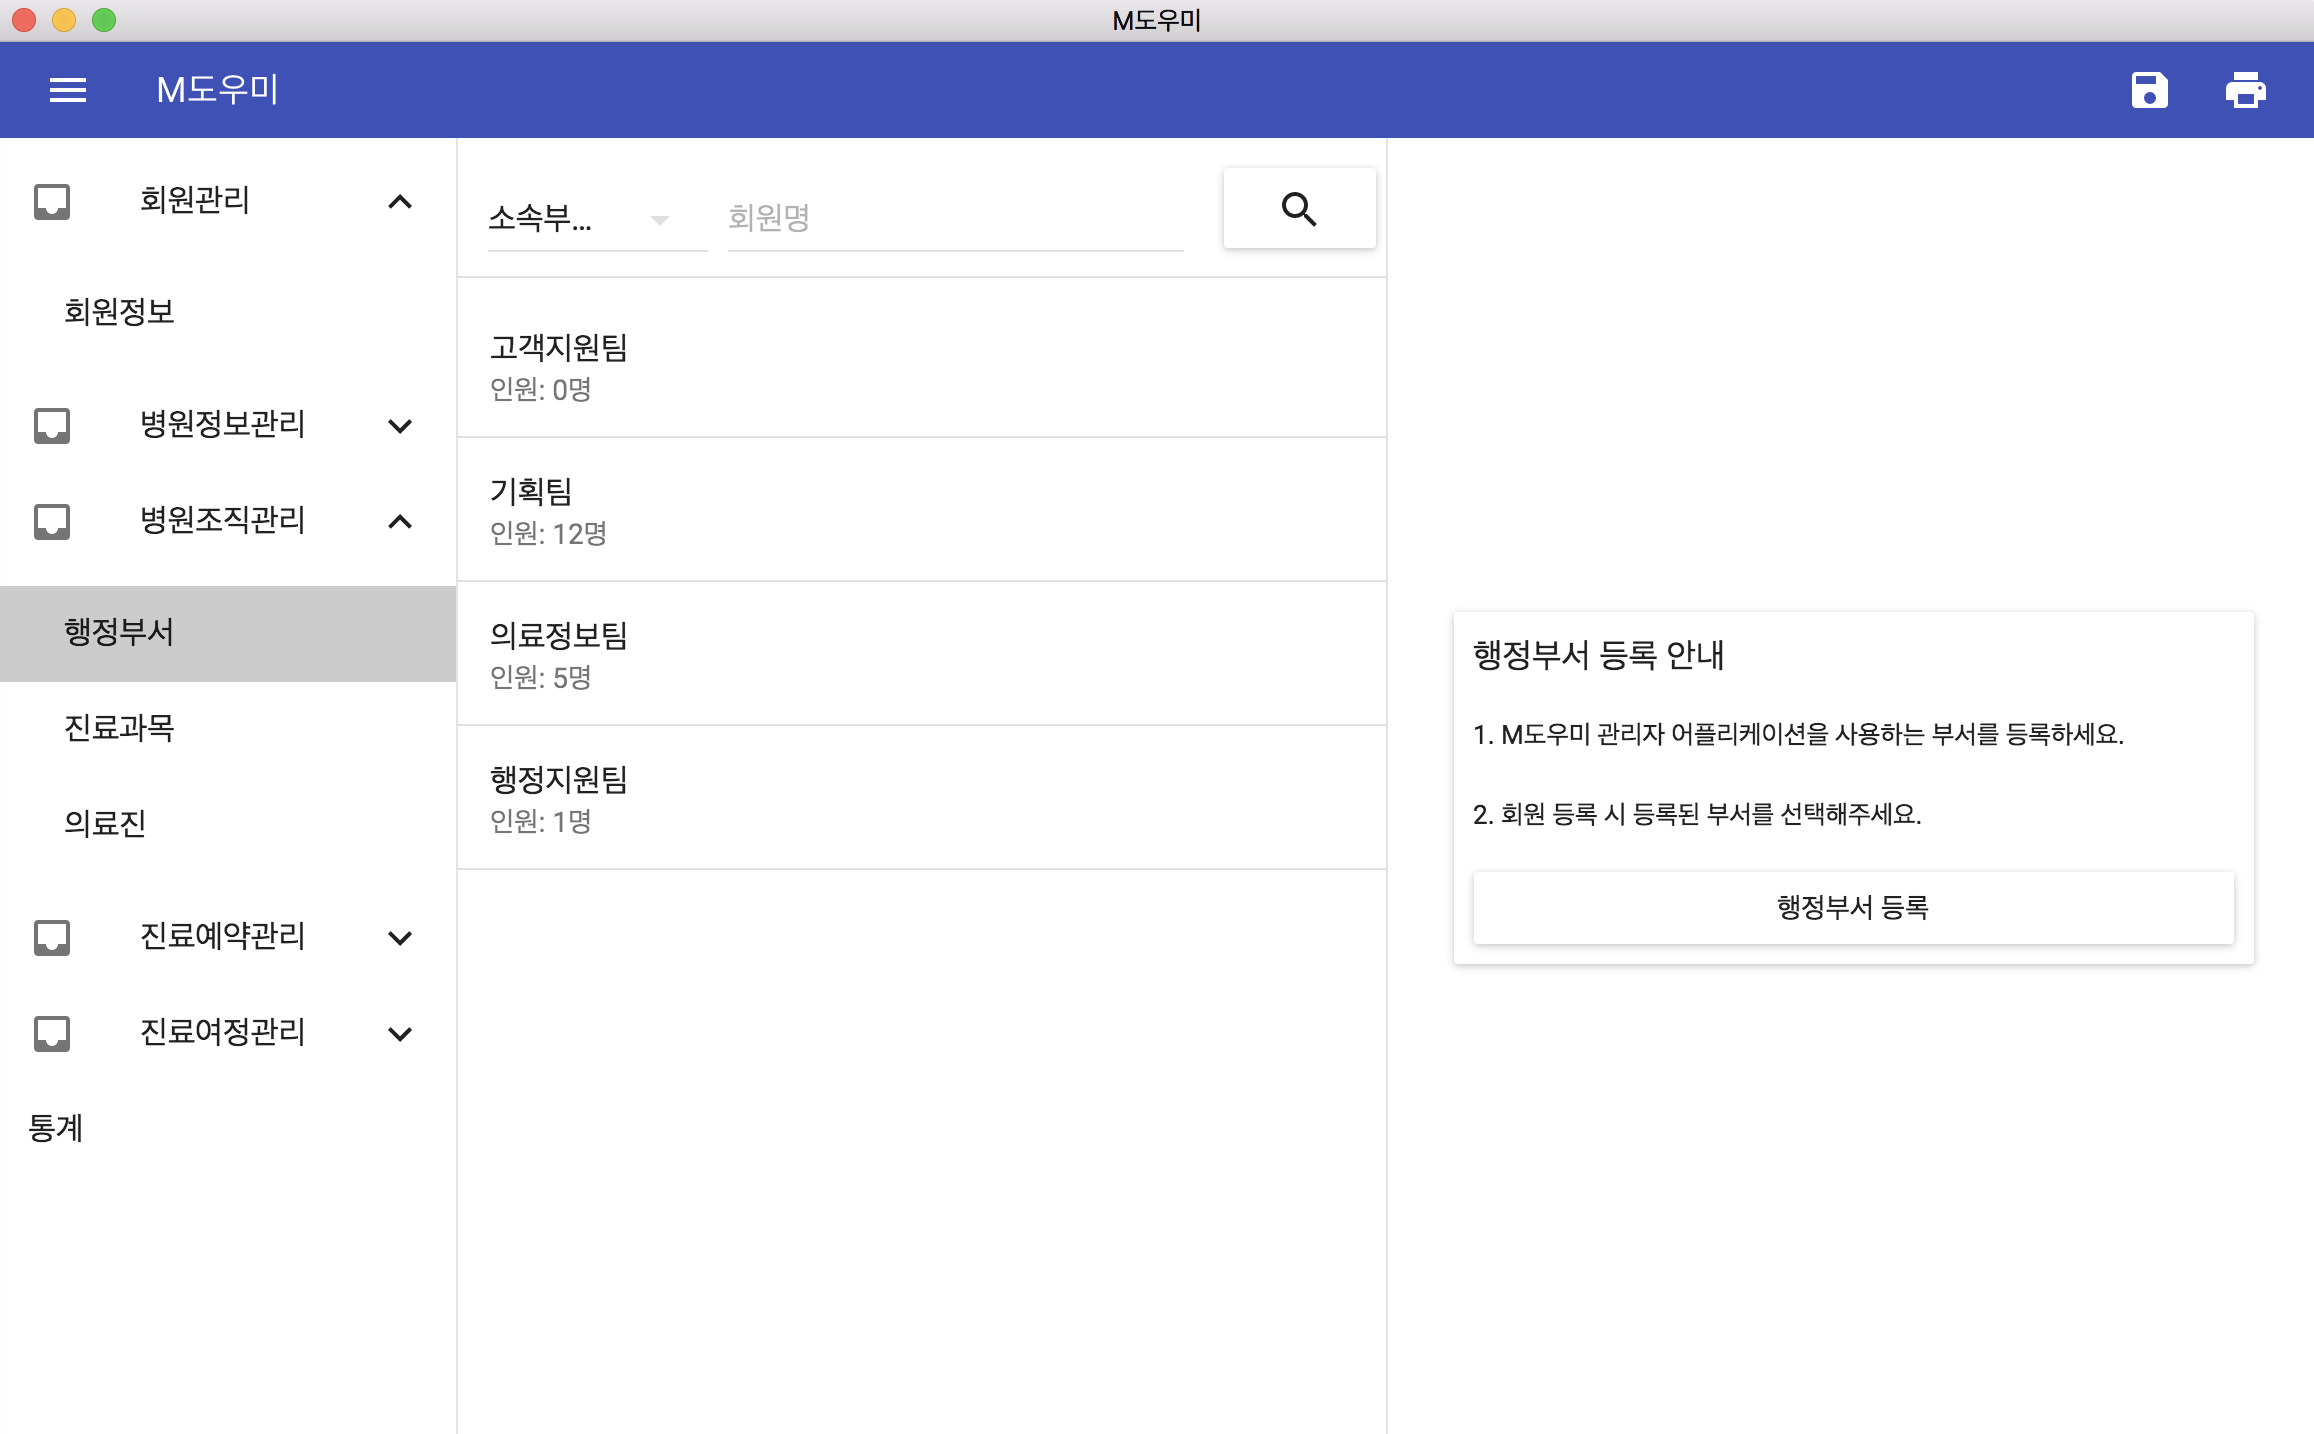 M도우미
M도우미
회원관리
회원정보
병원정보관리
병원조직관리
행정부서
진료과목
의료진
진료예약관리
진료여정관리
통계
소속부...
회원명
고객지원팀
인원: 0명
기획팀
인원: 12명
의료정보팀
인원: 5명
행정지원팀
인원: 1명
행정부서 등록 안내
1. M도우미 관리자 어플리케이션을 사용하는 부서를 등록하세요.
2. 회원 등록 시 등록된 부서를 선택해주세요.
행정부서 등록